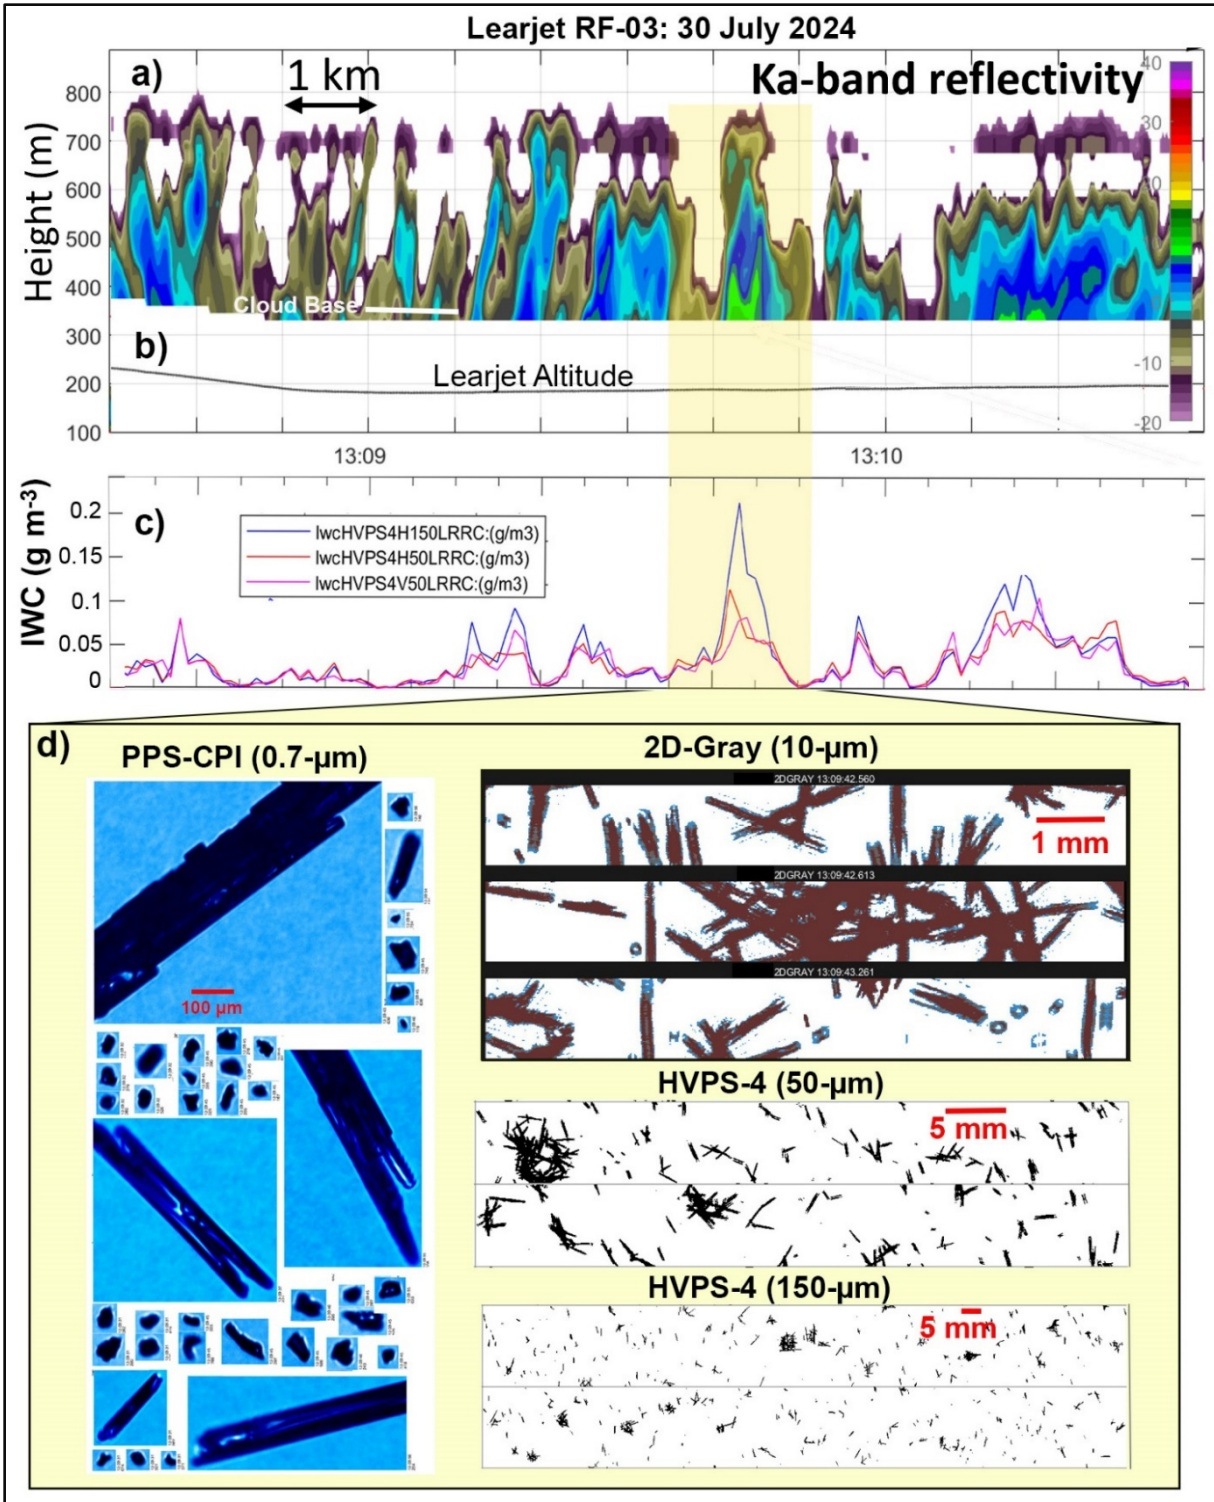 Learjet RF-03: 30 July 2024
a)
1 km
Ka-band reflectivity
40
30
-10
-20
Height (m)
800
700
600
500
400
300
200
100
Cloud Base
b)
Learjet Altitude
13:09
13:10
IWC (g m-3)
0.2
0.15
0.1
0.05
0
c)
lwcHVPS4H150LRRC:(g/m3)
lwcHVPS4H50LRRC:(g/m3)
lwcHVPS4V50LRRC:(g/m3)
d)
PPS-CPI (0.7-µm)
100 µm
2D-Gray (10-µm)
2DGRAY 13:09:42.560
1 mm
2DGRAY 13:09:42.613
2DGRAY 13:09:43.261
HVPS-4 (50-µm)
5 mm
HVPS-4 (150-µm)
5 mm